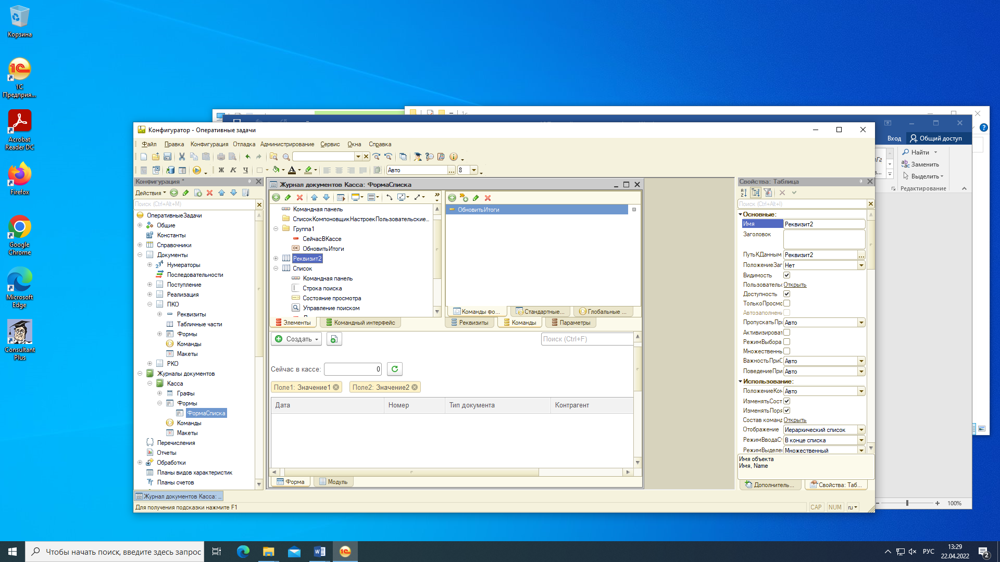 Корзина
1С
Предприя...
Acrobat
Reader DC
Firefox
Google
Chrome
Microsoft
Edge
Consultant
Plus
1c
Вход
Общий доступ
Найти
Заменить
Выделить
Редактирование
100%
Конфигуратор - Оперативные задачи
Файл Правка Конфигурация Отладка Администрирование Сервис Окна Справка
Ж К Ч Авто ... 8
Конфигурация *
Действия
Поиск (Ctrl+Alt+M)
ОперативныеЗадачи
Общие
Константы
Справочники
Документы
Нумераторы
Последовательности
Поступление
Реализация
ПКО
Реквизиты
Табличные части
Формы
Команды
Макеты
РКО
Журналы документов
Касса
Графы
Формы
ФормаСписка
Команды
Макеты
Перечисления
Отчеты
Обработки
Планы видов характеристик
Планы счетов
Журнал документов Касса: ФормаСписка
Командная панель
СписокКомпоновщикНастроекПользовательские...
Группа1
СейчасВКассе
ОбновитьИтоги
Реквизит2
Список
Командная панель
Строка поиска
Состояние просмотра
Управление поиском
Элементы Командный интерфейс
ОбновитьИтоги
Команды фо... Стандартные... Глобальные ...
Реквизиты Команды Параметры
Создать Поиск (Ctrl+F)
Сейчас в кассе: 0
Поле1: Значение1 Поле2: Значение2
Дата Номер Тип документа Контрагент
Форма Модуль
Свойства: Таблица
Поиск (Ctrl+Alt+I)
Основные:
Имя Реквизит2
Заголовок
ПутьКДанным Реквизит2 ...
ПоложениеЗаг Нет
Видимость
Пользователь Открыть
Доступность
ТолькоПросмо
Автозаполнени
ПропускатьПри Авто
Активизироват
РежимВыбора
Множественны
ВажностьПриС Авто
ПоведениеПри Авто
Использование:
ПоложениеКом Авто
ИзменятьСост
ИзменятьПоря
Состав команд Открыть
Отображение Иерархический список
РежимВводаСт В конце списка
РежимВыделен Множественный
Имя объекта
Имя, Name
Дополнитель... Свойства: Таб...
Журнал документов Касса: ...
Для получения подсказки нажмите F1
CAP NUM ru
Чтобы начать поиск, введите здесь запрос
РУС
13:29
22.04.2022
2